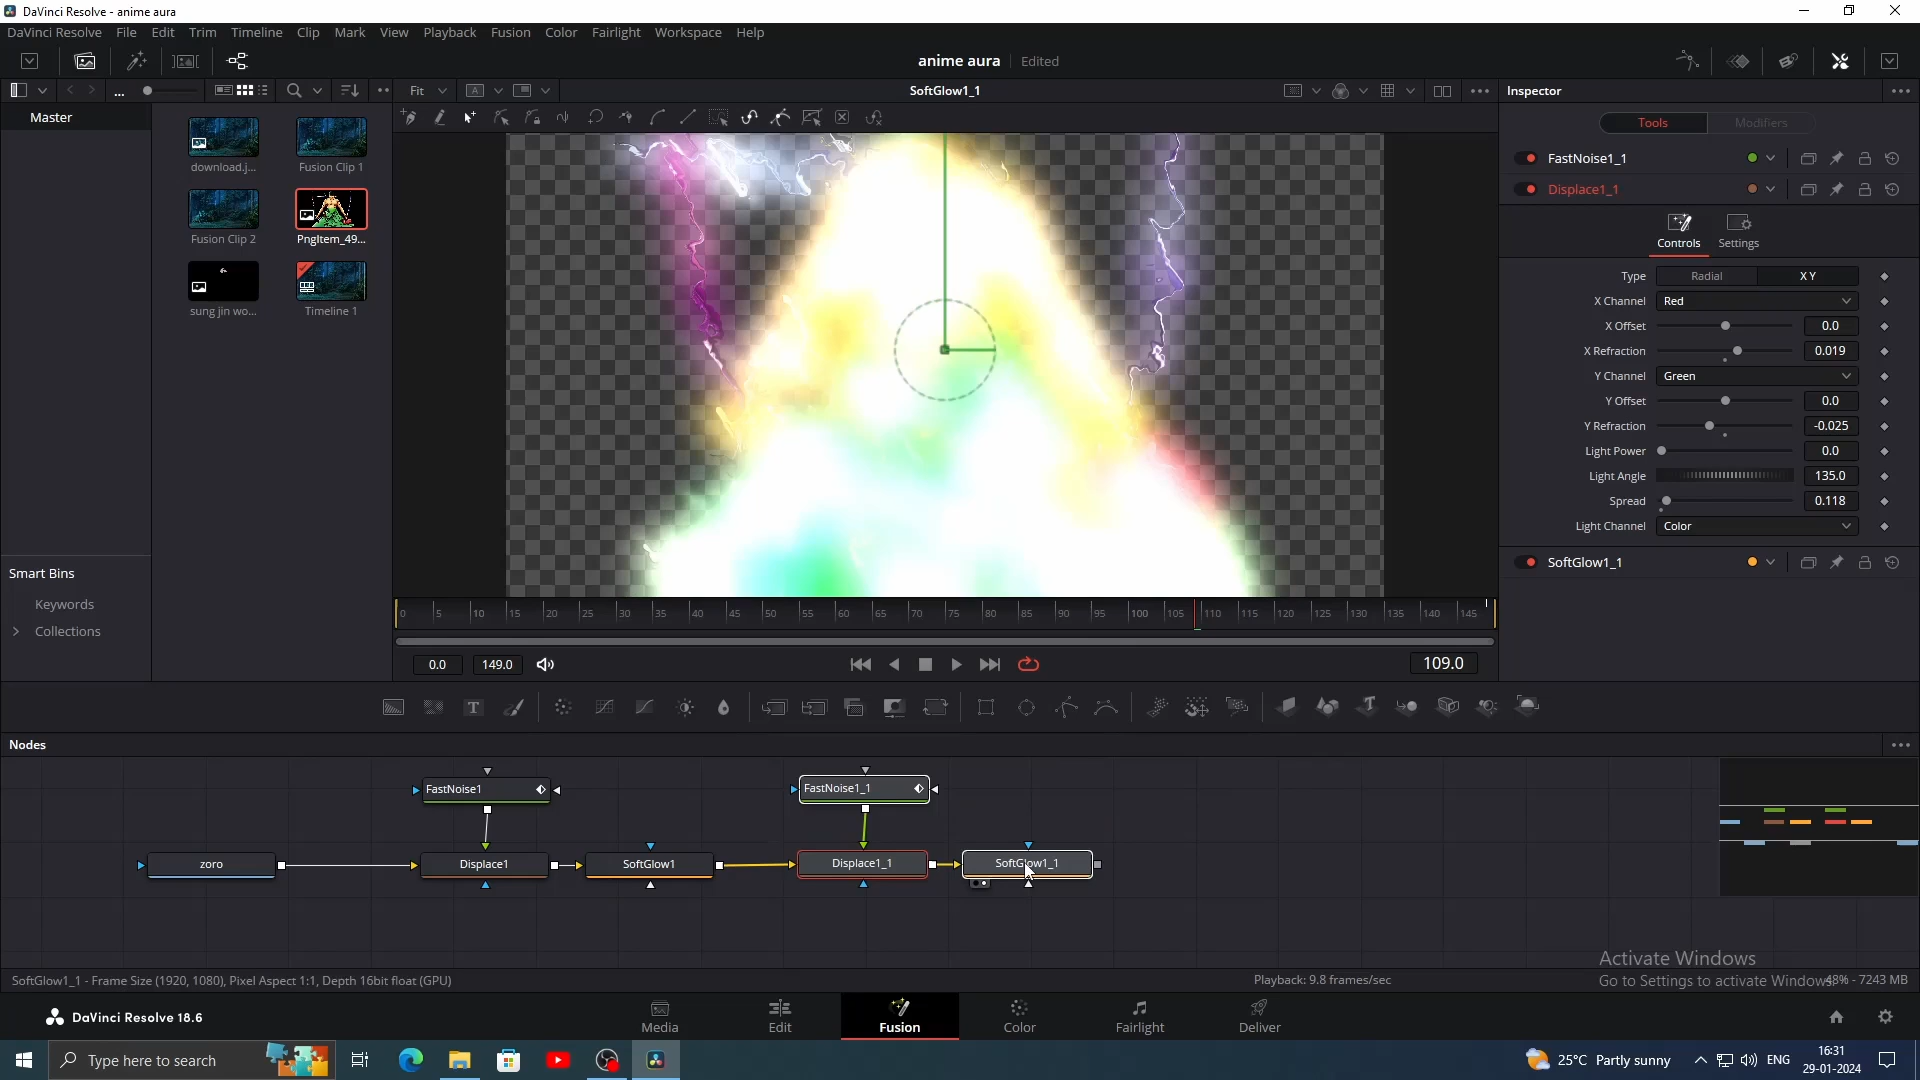 DaVinci Resolve - anime aura
DaVinci Resolve File Edit Trim Timeline Clip Mark View Playback Fusion Color Fairlight Workspace Help
anime aura Edited
... Fit A SoftGlow1_1 Inspector
Master
Tools Modifiers
FastNoise1_1
Displace1_1
download.j...
Fusion Clip 1
Controls Settings
Fusion Clip 2
PngItem_49...
Type Radial X Y
X Channel Red
sung jin wo...
Timeline 1
X Offset 0.0
X Refraction 0.019
Y Channel Green
Y Offset 0.0
Y Refraction -0.025
Light Power 0.0
Light Angle 135.0
Spread 0.118
Light Channel Color
SoftGlow1_1
Smart Bins
Keywords
Collections
0 5 10 15 20 25 30 35 40 45 50 55 60 65 70 75 80 85 90 95 100 105 110 115 120 125 130 135 140 145
0.0 149.0 109.0
T T
Nodes
FastNoise1
FastNoise1_1
zoro
Displace1
SoftGlow1
Displace1_1
SoftGlow1_1
Activate Windows
Go to Settings to activate Windows.
SoftGlow1_1 - Frame Size (1920, 1080), Pixel Aspect 1:1, Depth 16bit float (GPU)
Playback: 9.8 frames/sec
48% - 7243 MB
DaVinci Resolve 18.6
Media Edit Fusion Color Fairlight Deliver
Type here to search
25°C Partly sunny
ENG
16:31
29-01-2024